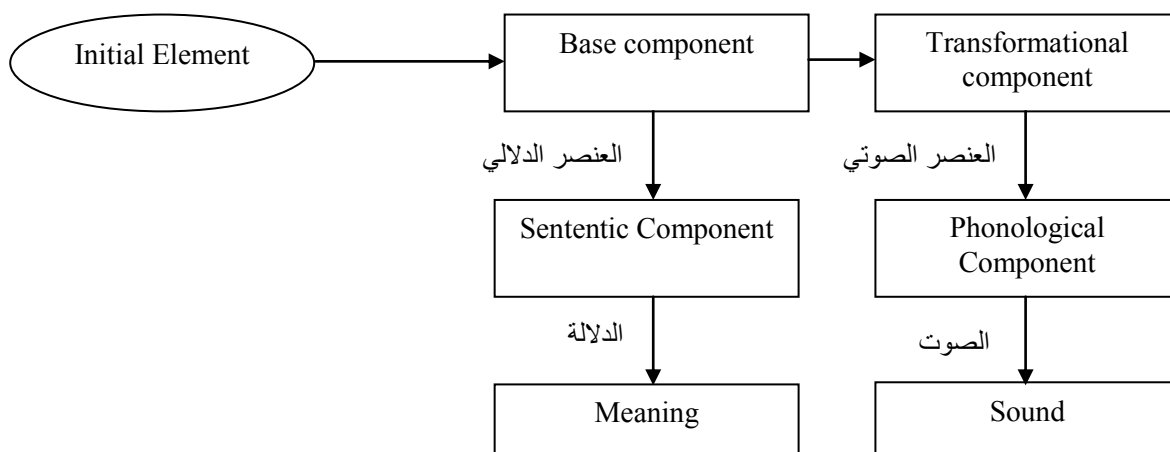 Initial Element
Base component
Transformational
component
العنصر الدلالي
العنصر الصوتي
Sententic Component
Phonological
Component
الدلالة
الصوت
Meaning
Sound